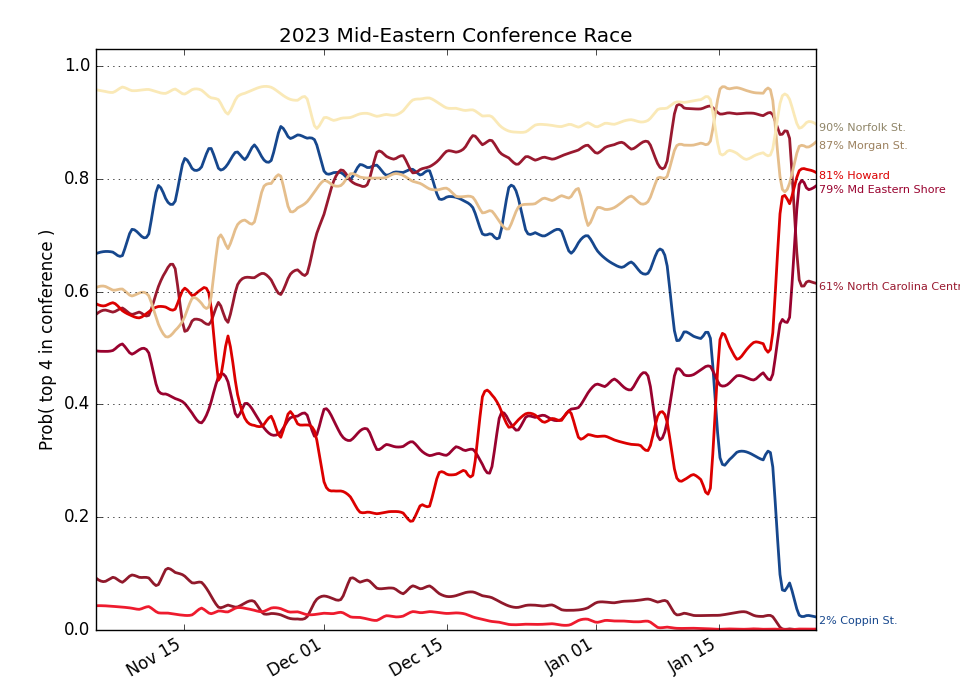 2023 Mid-Eastern Conference Race
Prob( top 4 in conference )
1.0
0.8
0.6
0.4
0.2
0.0
Nov 15
Dec 01
Dec 15
Jan 01
Jan 15
90% Norfolk St.
87% Morgan St.
81% Howard
79% Md Eastern Shore
61% North Carolina Centr
2% Coppin St.